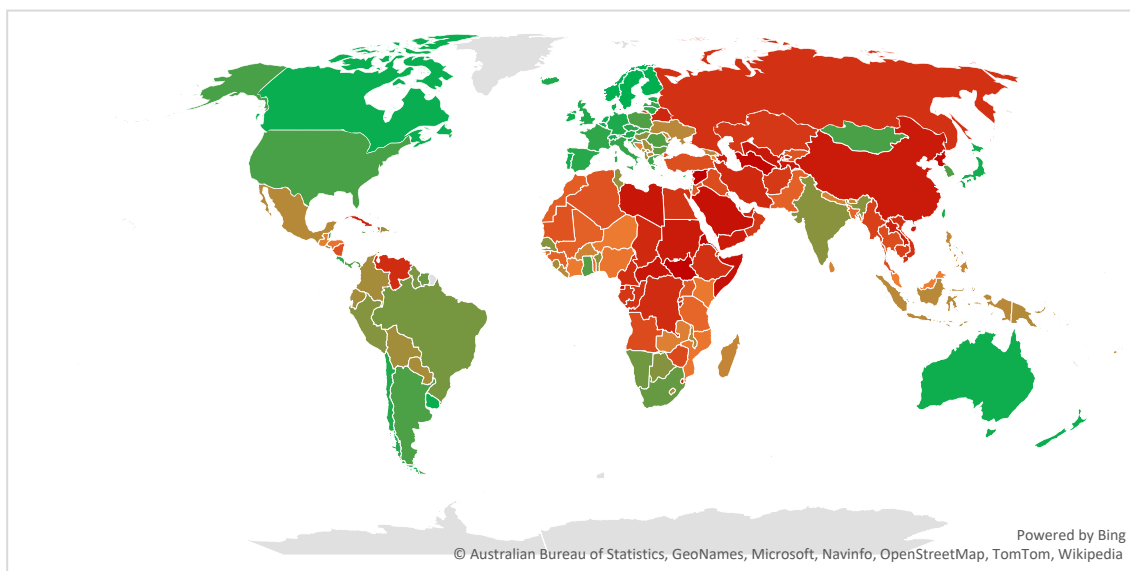 Powered by Bing
© Australian Bureau of Statistics, GeoNames, Microsoft, Navinfo, OpenStreetMap, TomTom, Wikipedia